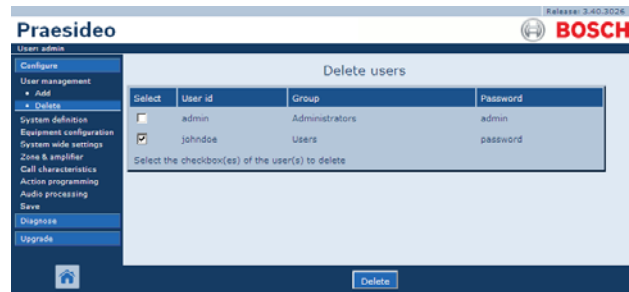 Release: 3.40.3026
Praesideo
BOSCH
User: admin
Configure
User management
Add
Delete
System definition
Equipment configuration
System wide settings
Zone & amplifier
Call characteristics
Action programming
Audio processing
Save
Diagnose
Upgrade
Delete users
Select User id Group Password
admin Administrators admin
johndoe Users password
Select the checkbox(es) of the user(s) to delete
Delete